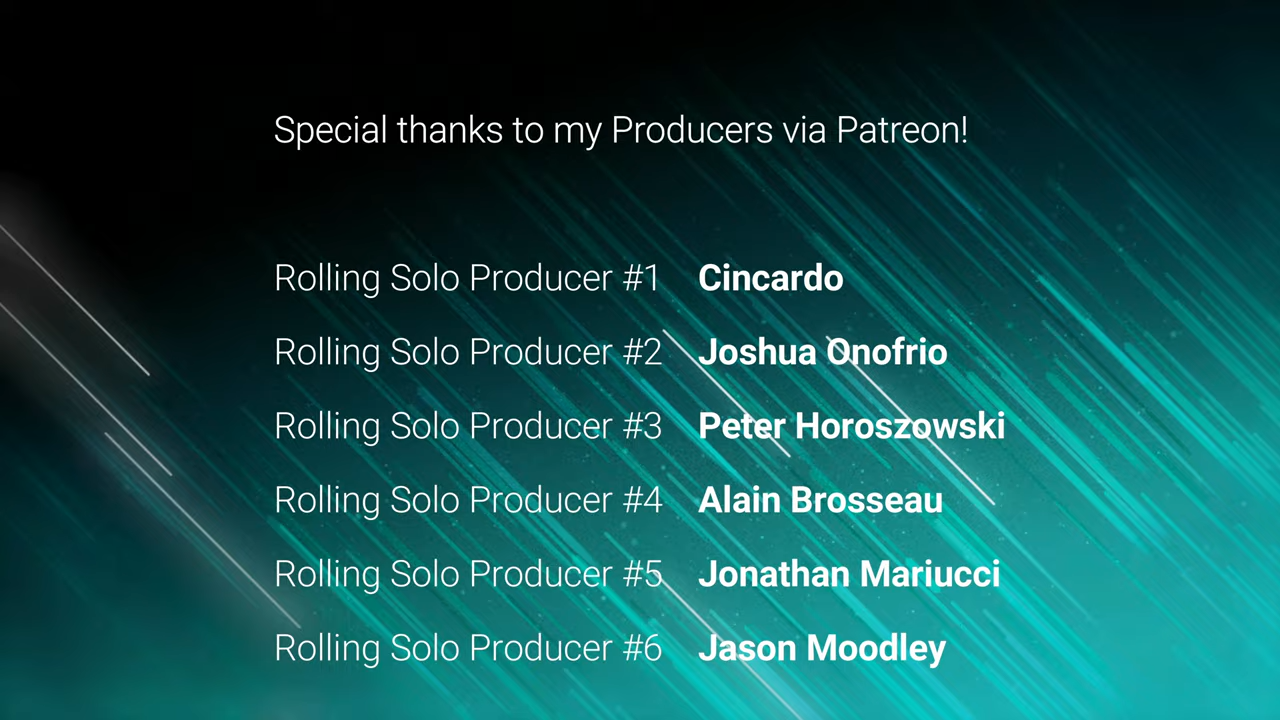 Special thanks to my Producers via Patreon!
Rolling Solo Producer #1 Cincardo
Rolling Solo Producer #2 Joshua Onofrio
Rolling Solo Producer #3 Peter Horoszowski
Rolling Solo Producer #4 Alain Brosseau
Rolling Solo Producer #5 Jonathan Mariucci
Rolling Solo Producer #6 Jason Moodley